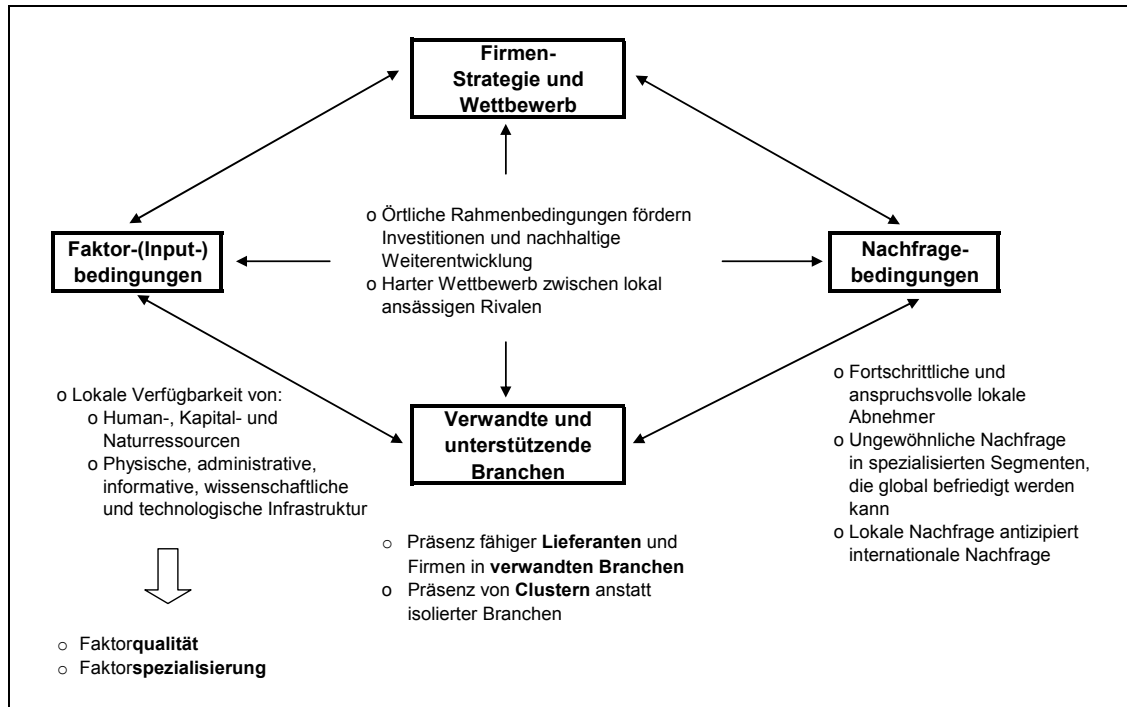 Firmen-
Strategie und
Wettbewerb
o Örtliche Rahmenbedingungen fördern
Investitionen und nachhaltige
Weiterentwicklung
o Harter Wettbewerb zwischen lokal
ansässigen Rivalen
Faktor-(Input-)
bedingungen
Nachfrage-
bedingungen
o Lokale Verfügbarkeit von:
o Human-, Kapital- und
Naturressourcen
o Physische, administrative,
informative, wissenschaftliche
und technologische Infrastruktur
o Faktorqualität
o Faktorspezialisierung
Verwandte und
unterstützende
Branchen
o Präsenz fähiger Lieferanten und
Firmen in verwandten Branchen
o Präsenz von Clustern anstatt
isolierter Branchen
o Fortschrittliche und
anspruchsvolle lokale
Abnehmer
o Ungewöhnliche Nachfrage
in spezialisierten Segmenten,
die global befriedigt werden
kann
o Lokale Nachfrage antizipiert
internationale Nachfrage